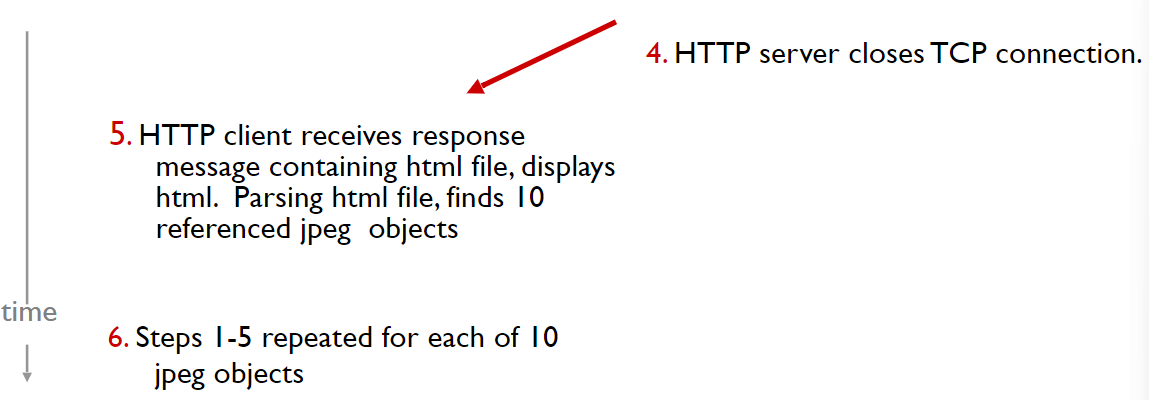 4. HTTP server closes TCP connection.
5. HTTP client receives response
message containing html file, displays
html. Parsing html file, finds 10
referenced jpeg objects
time
6. Steps 1-5 repeated for each of 10
jpeg objects